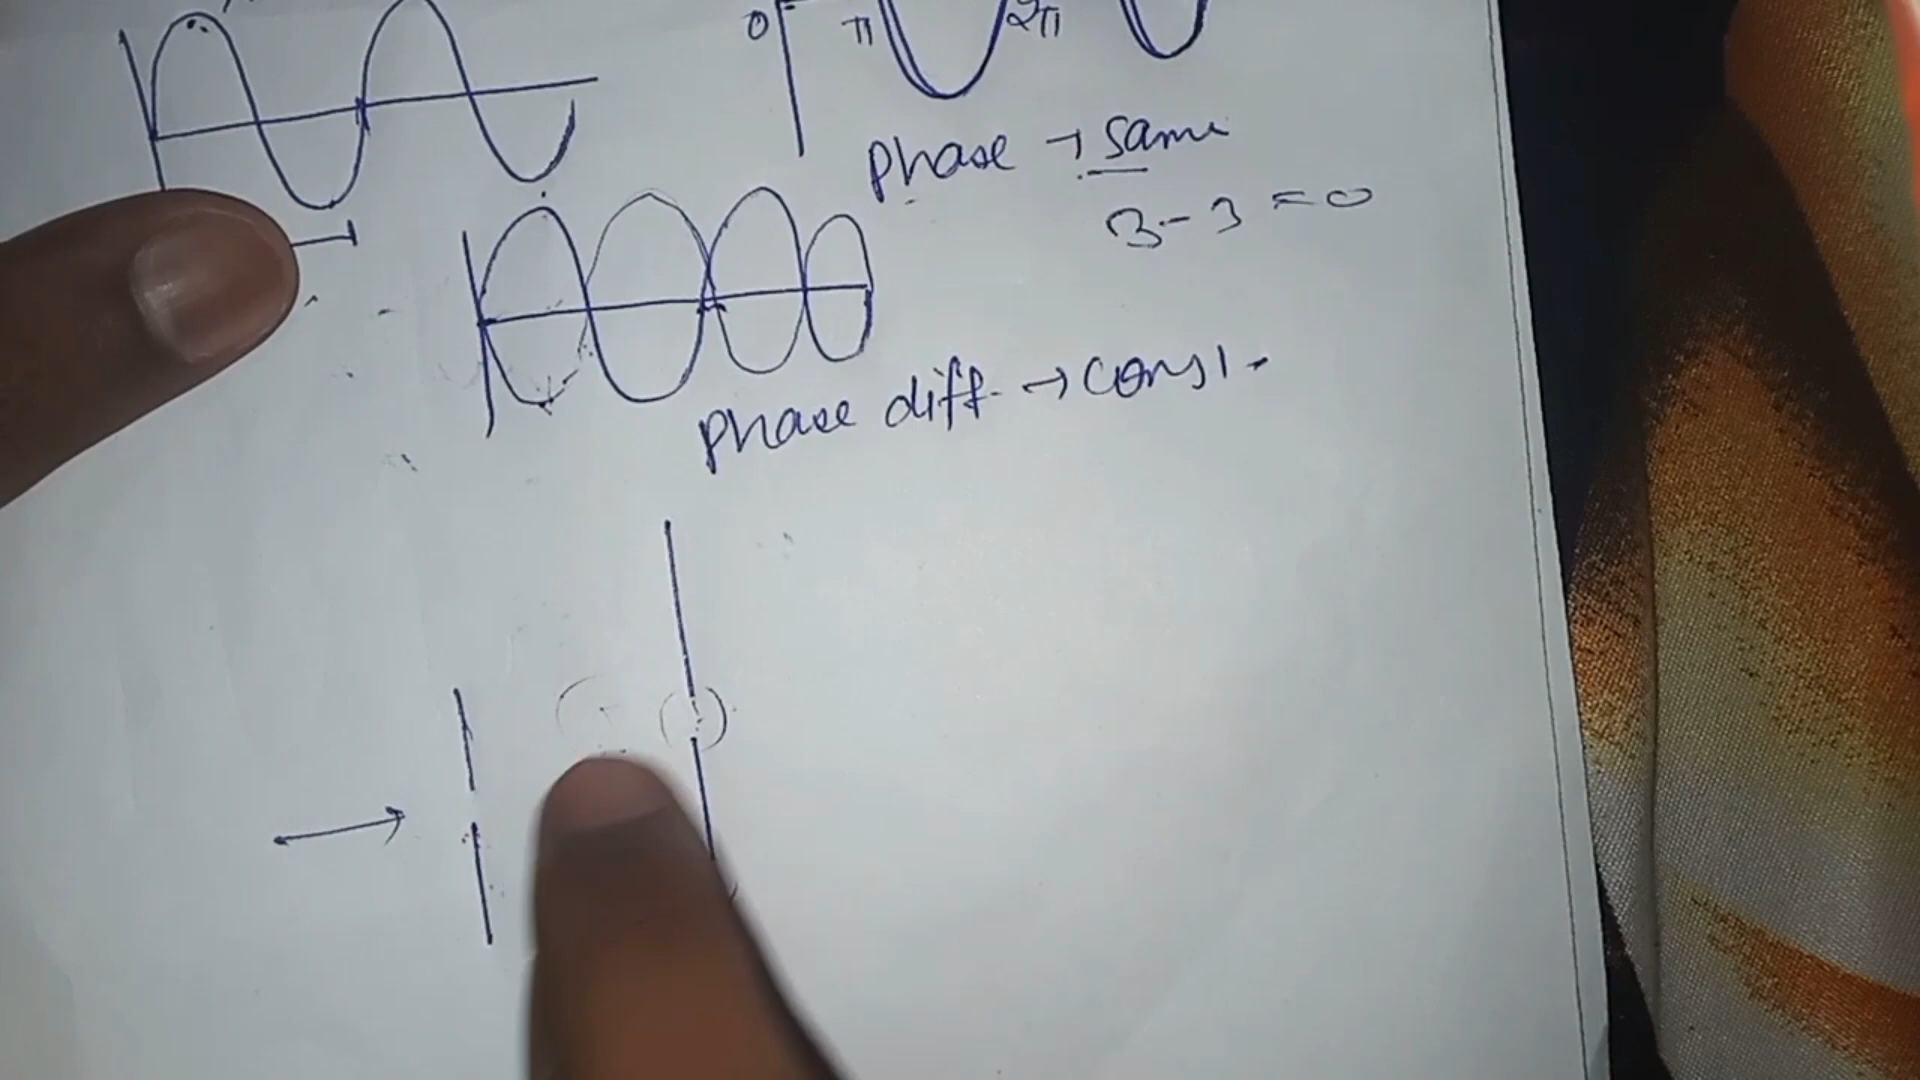 0 π 2π
Phase → same
3 - 3 = 0
Phase diff. → const.